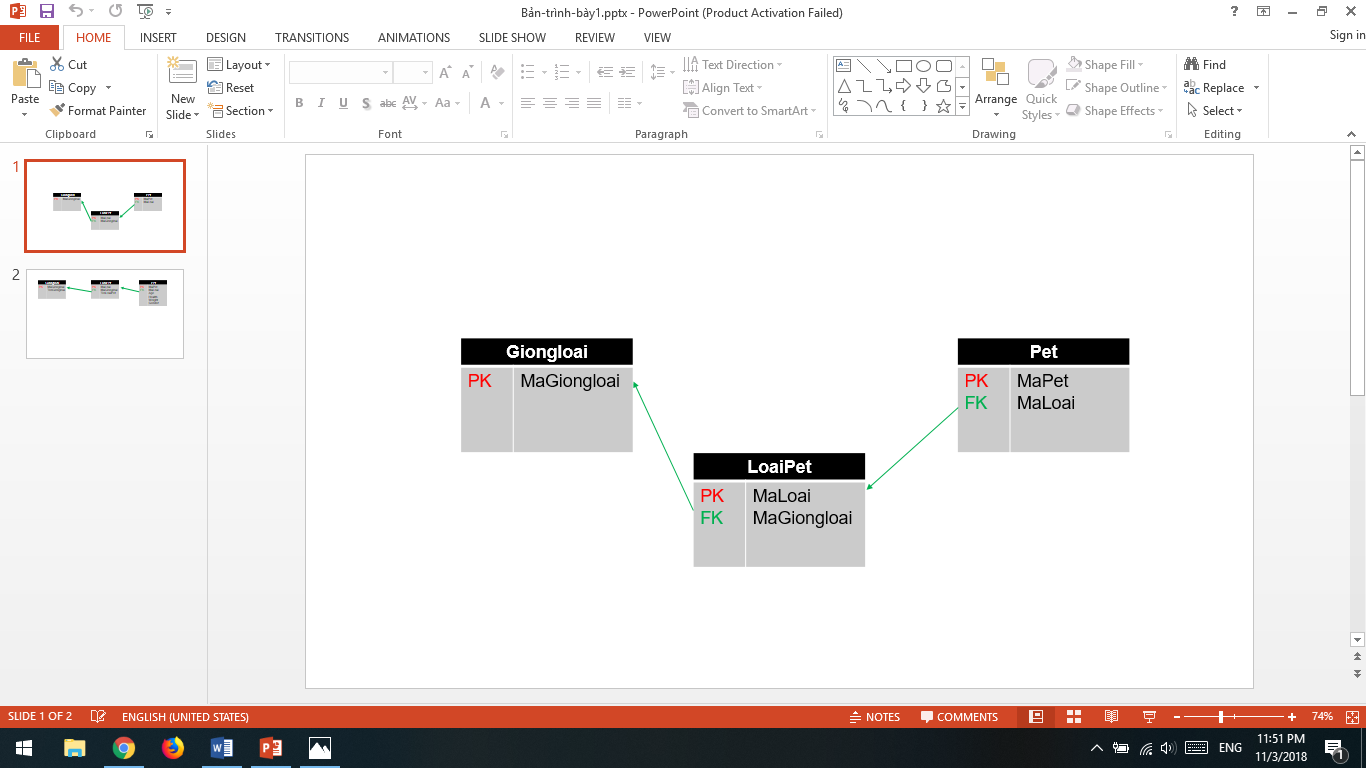 Bản-trình-bày1.pptx - PowerPoint (Product Activation Failed)
FILE HOME INSERT DESIGN TRANSITIONS ANIMATIONS SLIDE SHOW REVIEW VIEW
Sign in
Paste
Cut
Copy
Format Painter
Clipboard
New Slide
Layout
Reset
Section
Slides
B I U S abc AV Aa A
Font
Text Direction
Align Text
Convert to SmartArt
Paragraph
Arrange
Quick Styles
Shape Fill
Shape Outline
Shape Effects
Drawing
Find
Replace
Select
Editing
1
2
Giongloai
PK MaGiongloai
Pet
PK MaPet
FK MaLoai
LoaiPet
PK MaLoai
FK MaGiongloai
SLIDE 1 OF 2 ENGLISH (UNITED STATES) NOTES COMMENTS 74%
ENG 11:51 PM
11/3/2018
1